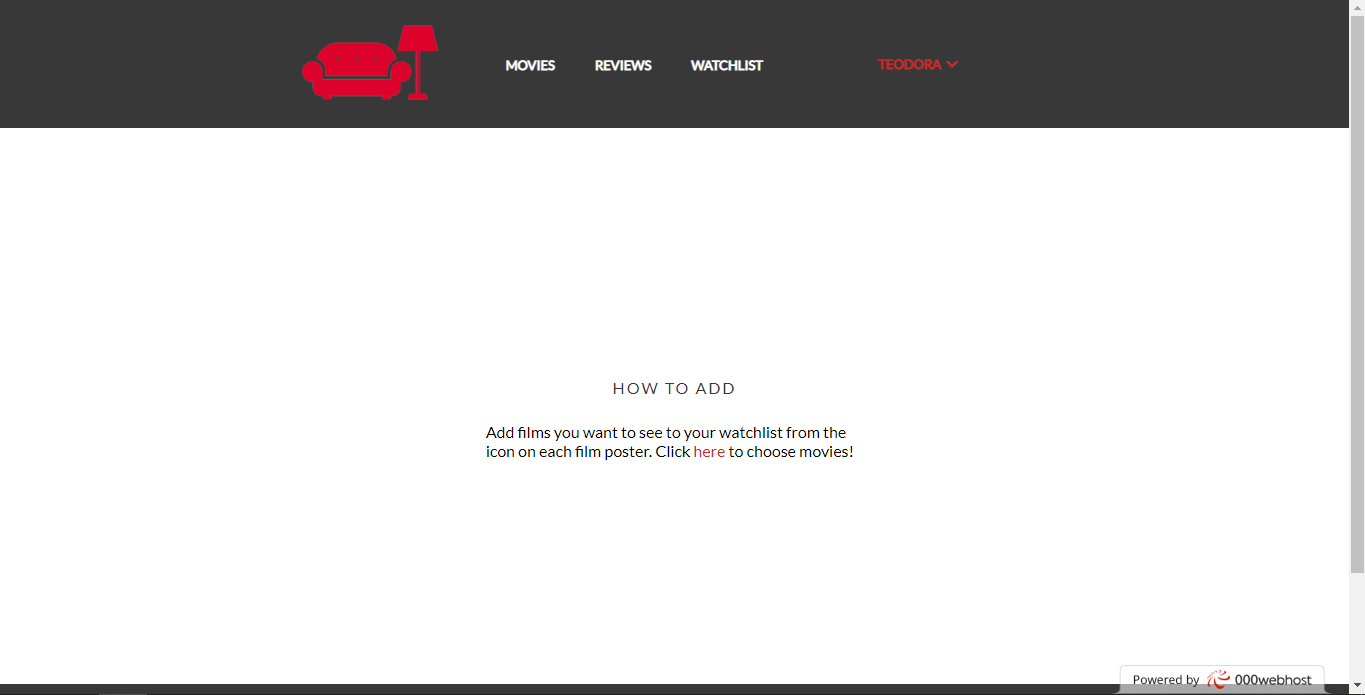 MOVIES REVIEWS WATCHLIST TEODORA
HOW TO ADD
Add films you want to see to your watchlist from the
icon on each film poster. Click here to choose movies!
Powered by 000webhost